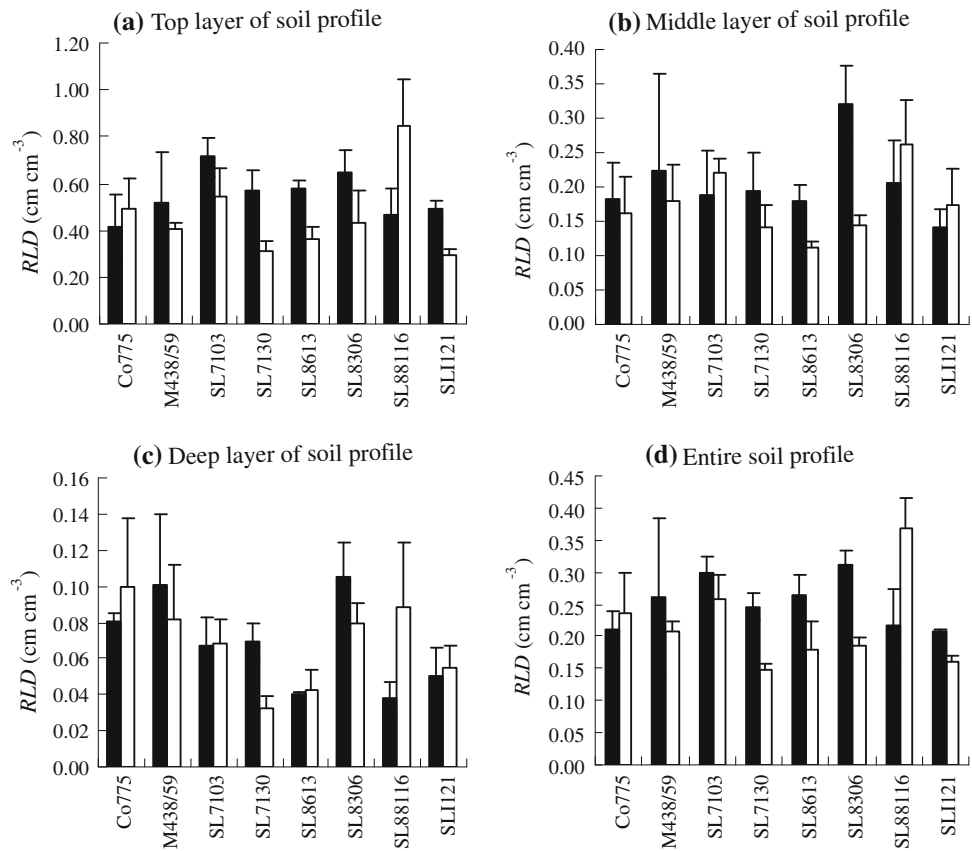 (a) Top layer of soil profile
1.20
1.00
0.80
0.60
0.40
0.20
0.00
RLD (cm cm⁻³)
Co775
M438/59
SL7103
SL7130
SL8613
SL8306
SL88116
SLI121
(b) Middle layer of soil profile
0.40
0.35
0.30
0.25
0.20
0.15
0.10
0.05
0.00
RLD (cm cm⁻³)
Co775
M438/59
SL7103
SL7130
SL8613
SL8306
SL88116
SLI121
(c) Deep layer of soil profile
0.16
0.14
0.12
0.10
0.08
0.06
0.04
0.02
0.00
RLD (cm cm⁻³)
Co775
M438/59
SL7103
SL7130
SL8613
SL8306
SL88116
SLI121
(d) Entire soil profile
0.45
0.40
0.35
0.30
0.25
0.20
0.15
0.10
0.05
0.00
RLD (cm cm⁻³)
Co775
M438/59
SL7103
SL7130
SL8613
SL8306
SL88116
SLI121